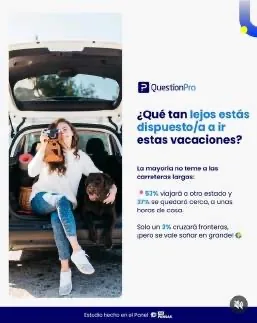 QuestionPro
¿Qué tan lejos estás
dispuesto/a a ir
estas vacaciones?
La mayoría no teme a las
carreteras largas:
53% viajará a otro estado y
37% se quedará cerca, a unas
horas de casa.
Solo un 3% cruzará fronteras,
¡pero se vale soñar en grande!
Estudio hecho en el Panel